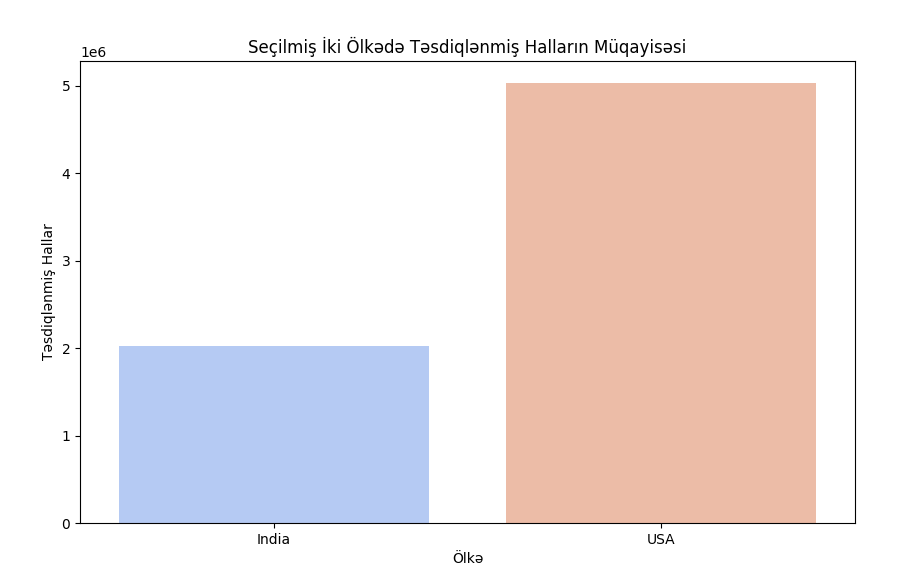 Seçilmiş İki Ölkədə Təsdiqlənmiş Halların Müqayisəsi
1e6
5
4
3
2
1
0
Təsdiqlənmiş Hallar
India
USA
Ölkə